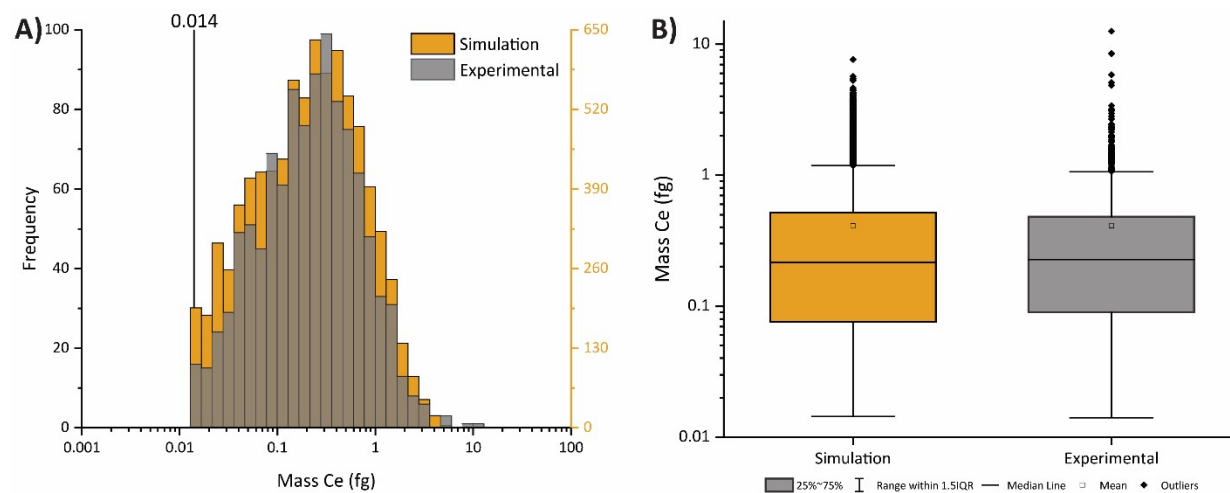 A)
0.014
100
80
60
40
20
0
Frequency
Simulation
Experimental
650
520
390
260
130
0
0.001
0.01
0.1
1
10
100
Mass Ce (fg)
B)
10
1
0.1
0.01
Mass Ce (fg)
Simulation
Experimental
25%~75%
Range within 1.5IQR
Median Line
Mean
Outliers